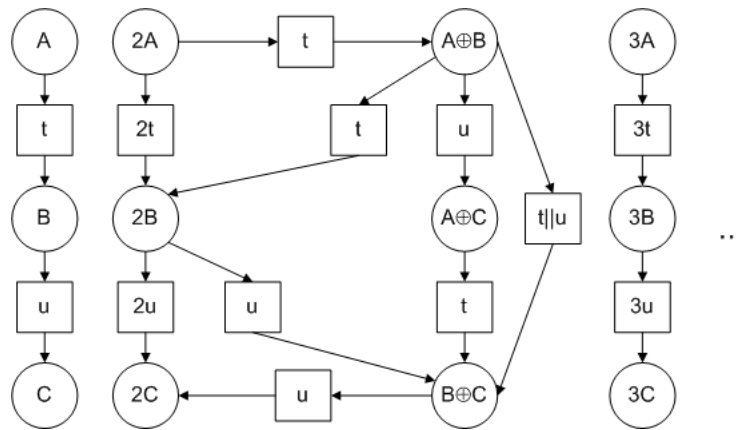 A 2A t A⊕B 3A
t 2t t u 3t
B 2B A⊕C t||u 3B ..
u 2u u t 3u
C 2C u B⊕C 3C